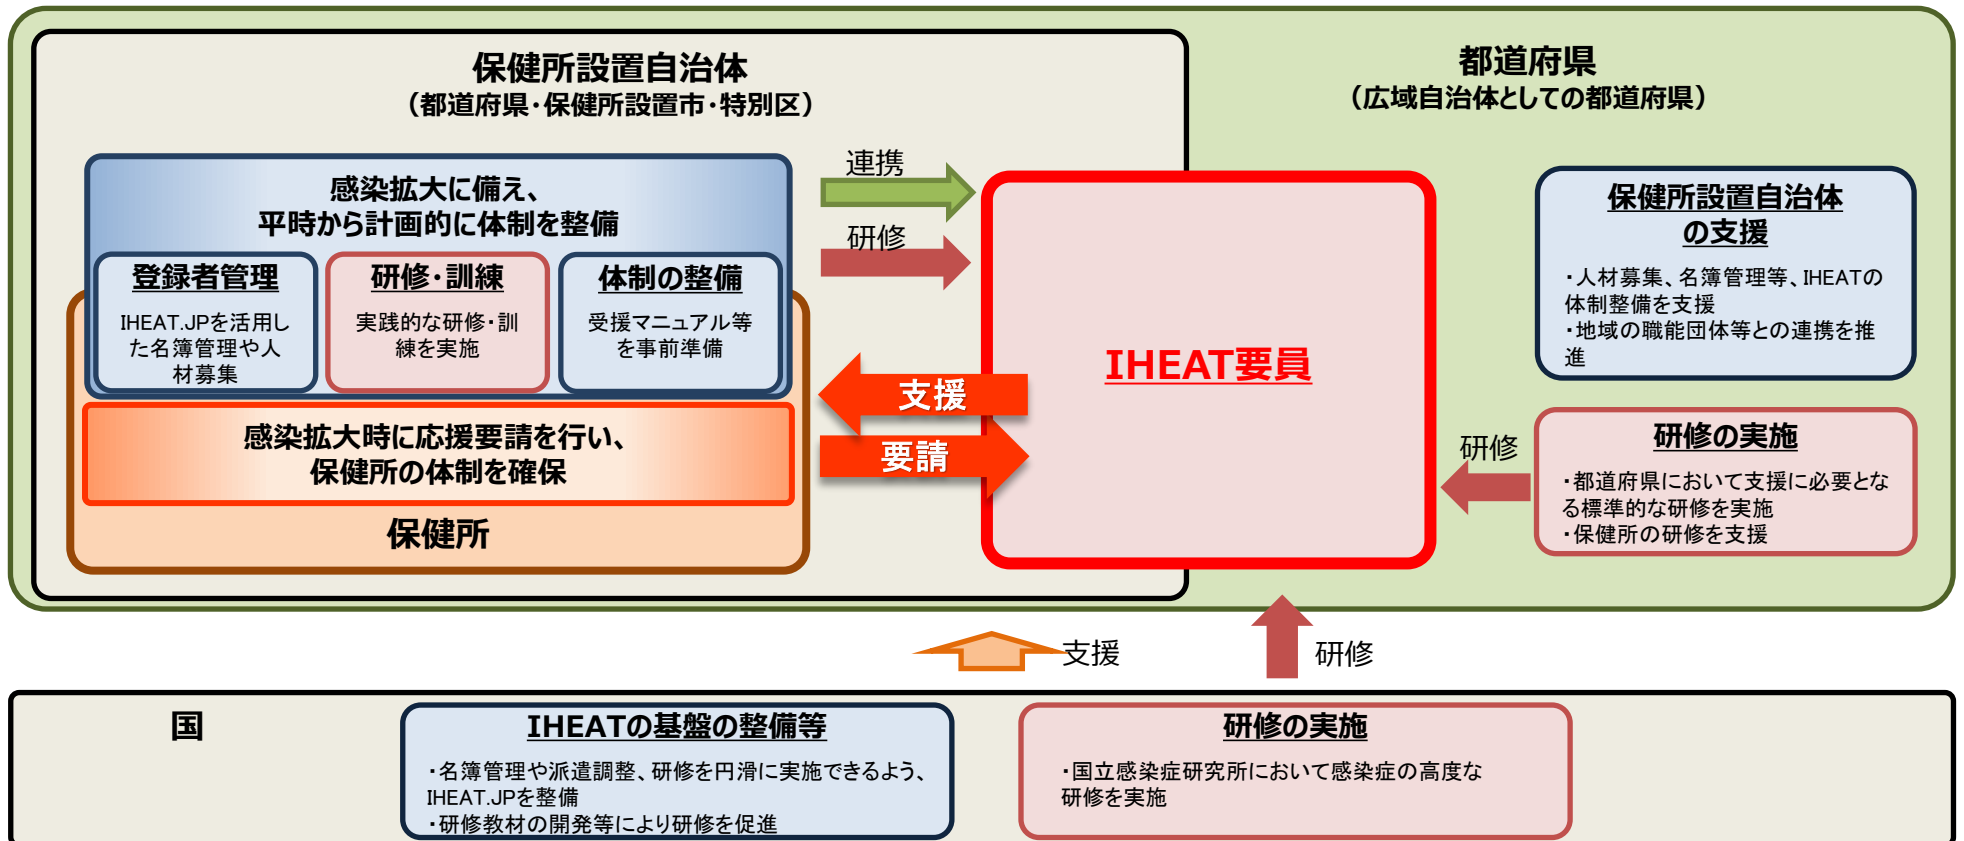 保健所設置自治体
（都道府県・保健所設置市・特別区）
都道府県
（広域自治体としての都道府県）
感染拡大に備え、
平時から計画的に体制を整備
登録者管理
IHEAT.JPを活用し
た名簿管理や人
材募集
研修・訓練
実践的な研修・訓
練を実施
体制の整備
受援マニュアル等
を事前準備
感染拡大時に応援要請を行い、
保健所の体制を確保
保健所
連携
研修
支援
要請
IHEAT要員
保健所設置自治体
の支援
・人材募集、名簿管理等、IHEATの
体制整備を支援
・地域の職能団体等との連携を推
進
研修
研修の実施
・都道府県において支援に必要とな
る標準的な研修を実施
・保健所の研修を支援
支援
研修
国
IHEATの基盤の整備等
・名簿管理や派遣調整、研修を円滑に実施できるよう、
IHEAT.JPを整備
・研修教材の開発等により研修を促進
研修の実施
・国立感染症研究所において感染症の高度な
研修を実施